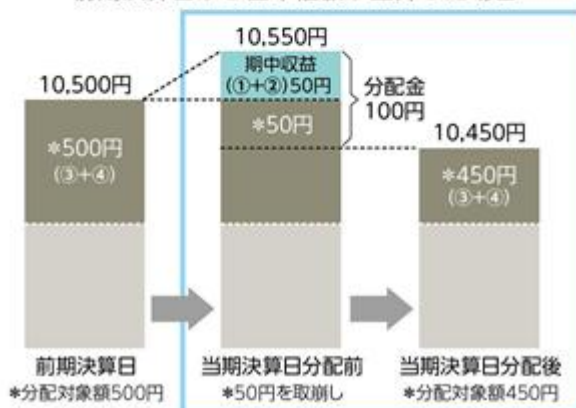 10,550円
期中収益
(①+②)50円
分配金
100円
10,500円
*50円
10,450円
*500円
(③+④)
*450円
(③+④)
前期決算日
*分配対象額500円
当期決算日分配前
*50円を取崩し
当期決算日分配後
*分配対象額450円